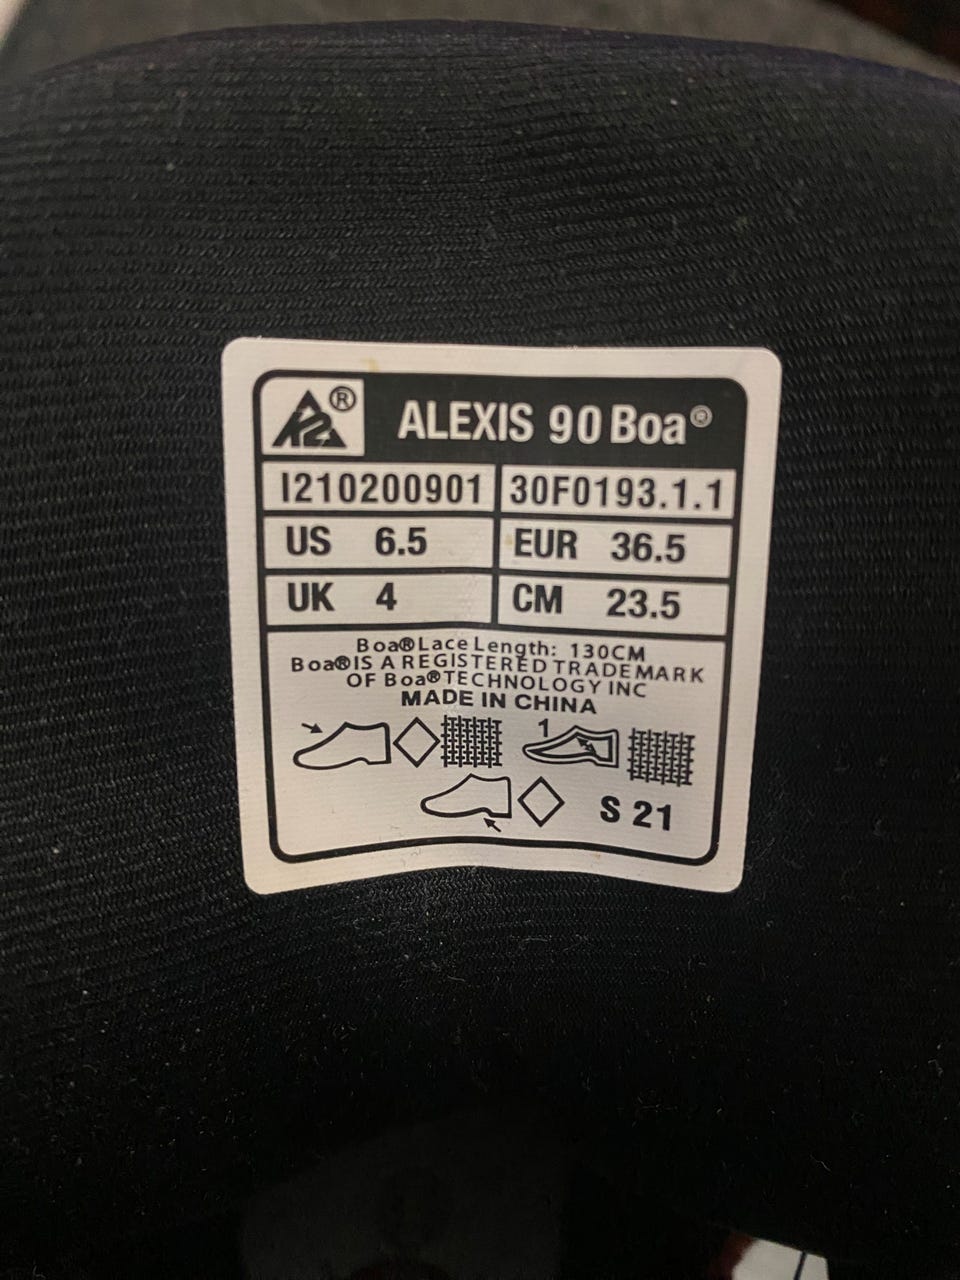 K2® ALEXIS 90 Boa®
I210200901 30F0193.1.1
US 6.5 EUR 36.5
UK 4 CM 23.5
Boa® Lace Length: 130CM
Boa® IS A REGISTERED TRADEMARK
OF Boa® TECHNOLOGY INC
MADE IN CHINA
1
S 21